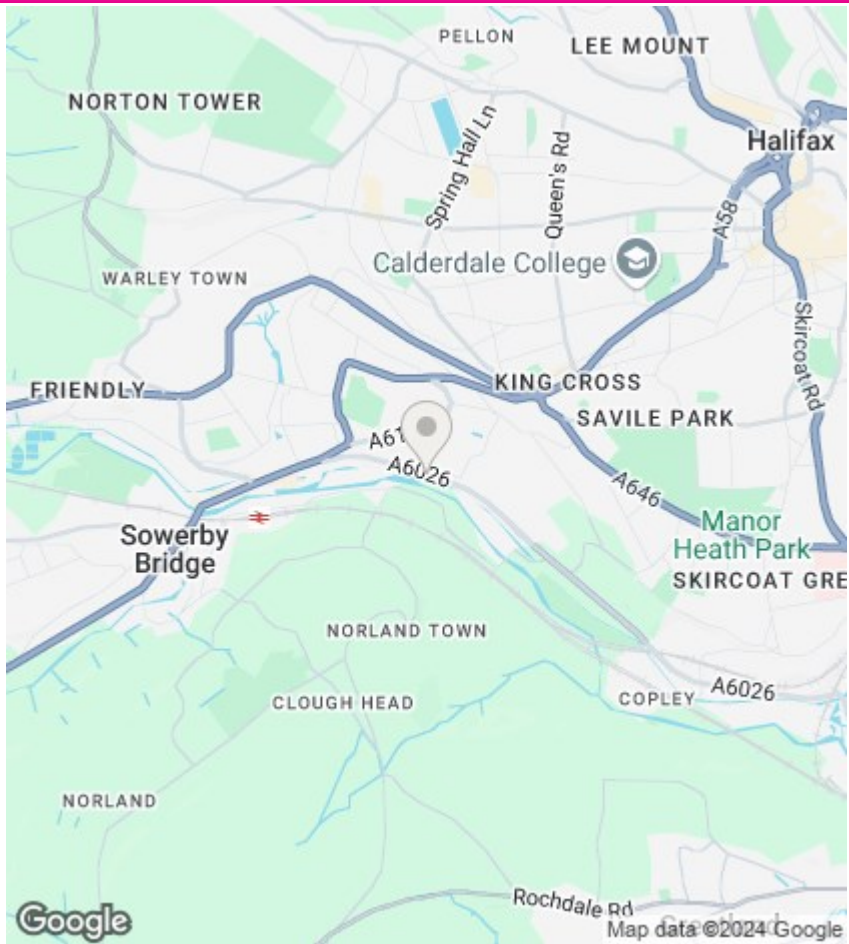 PELLON
LEE MOUNT
NORTON TOWER
Halifax
Spring Hall Ln
Queen's Rd
A58
Calderdale College
WARLEY TOWN
Skircoat Rd
FRIENDLY
KING CROSS
SAVILE PARK
A61
A6026
A646
Sowerby
Bridge
Manor
Heath Park
SKIRCOAT GRE
NORLAND TOWN
CLOUGH HEAD
COPLEY
A6026
NORLAND
Rochdale Rd
Google
Map data ©2024 Google